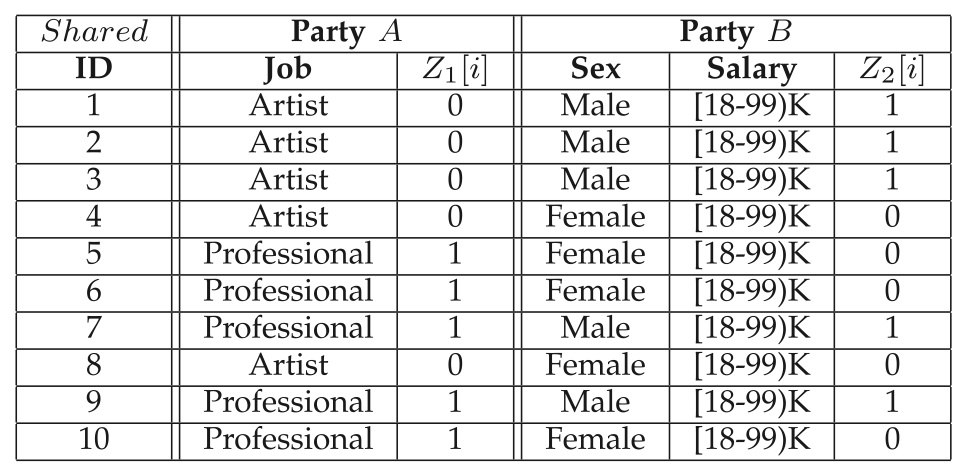 Shared Party A Party B
ID Job Z₁[i] Sex Salary Z₂[i]
1 Artist 0 Male [18-99)K 1
2 Artist 0 Male [18-99)K 1
3 Artist 0 Male [18-99)K 1
4 Artist 0 Female [18-99)K 0
5 Professional 1 Female [18-99)K 0
6 Professional 1 Female [18-99)K 0
7 Professional 1 Male [18-99)K 1
8 Artist 0 Female [18-99)K 0
9 Professional 1 Male [18-99)K 1
10 Professional 1 Female [18-99)K 0